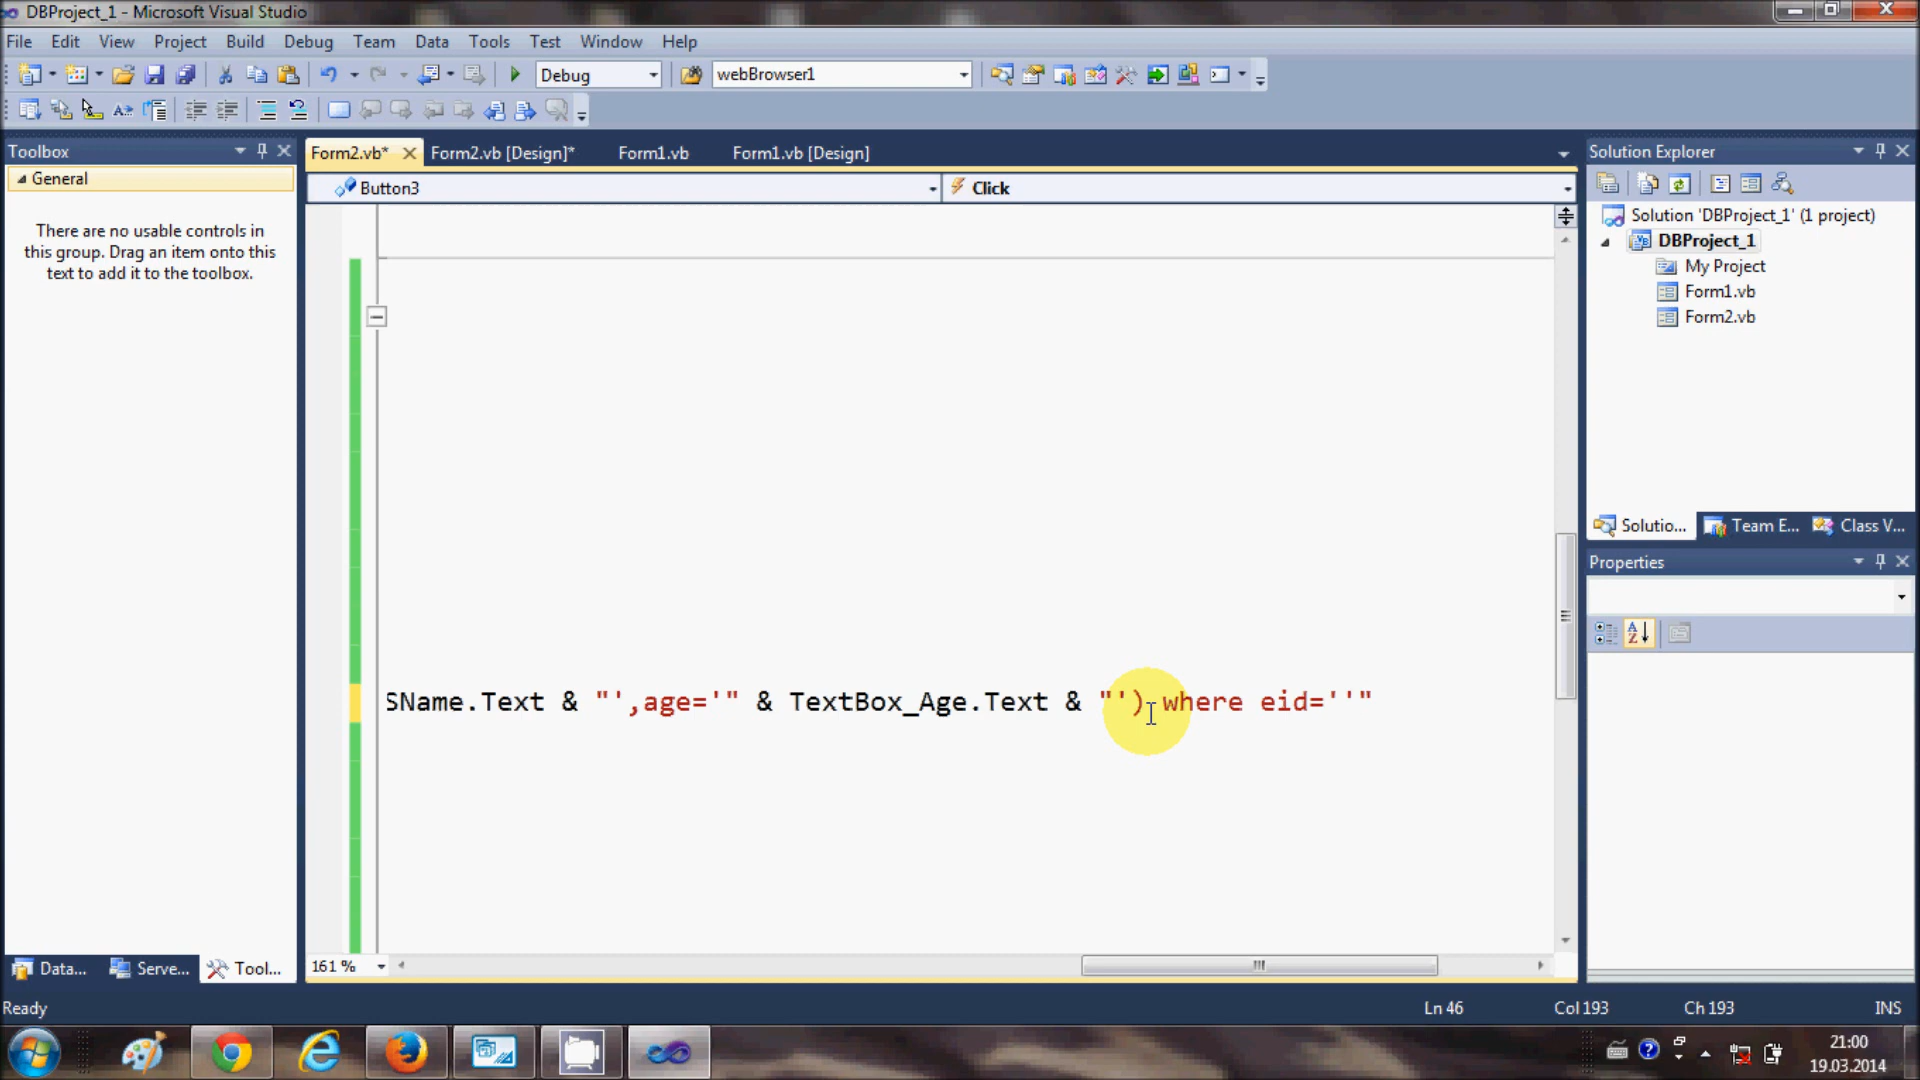 DBProject_1 - Microsoft Visual Studio
File Edit View Project Build Debug Team Data Tools Test Window Help
Debug webBrowser1
Toolbox
General
There are no usable controls in
this group. Drag an item onto this
text to add it to the toolbox.
Data... Serve... Tool...
Form2.vb* Form2.vb [Design]* Form1.vb Form1.vb [Design]
Button3 Click
SName.Text & "',age='" & TextBox_Age.Text & "') where eid=''"
161 %
Solution Explorer
Solution 'DBProject_1' (1 project)
DBProject_1
My Project
Form1.vb
Form2.vb
Solutio... Team E... Class V...
Properties
Ready Ln 46 Col 193 Ch 193 INS
21:00
19.03.2014